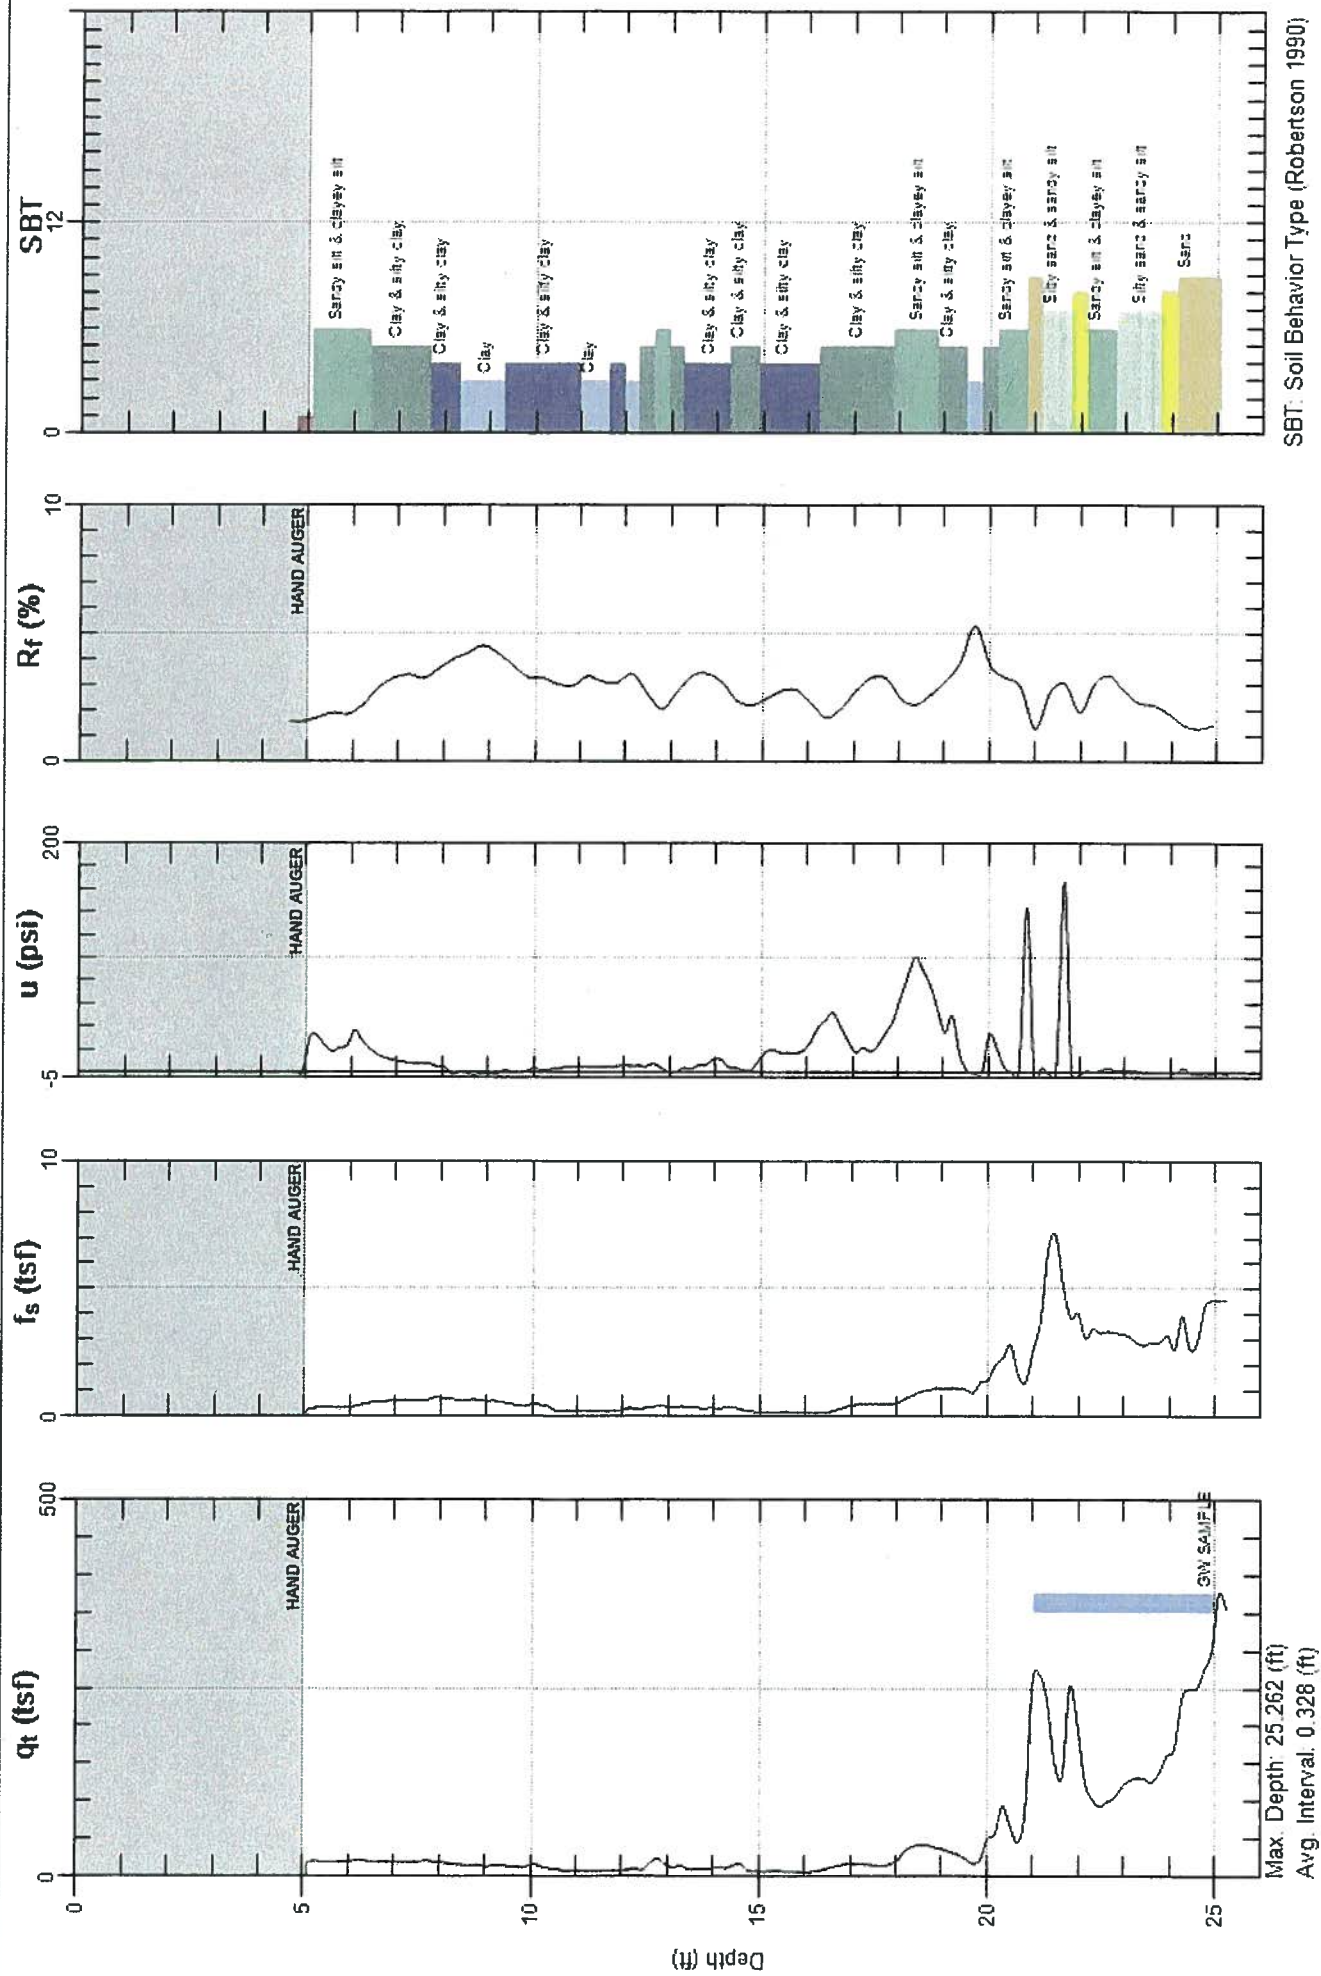 qt (tsf)
fs (tsf)
u (psi)
Rf (%)
SBT
0
500
0
10
-5
200
0
10
0
12
Depth (ft)
0
5
10
15
20
25
HAND AUGER
HAND AUGER
HAND AUGER
HAND AUGER
GW SAMPLE
Sandy silt & clayey silt
Clay & silty clay
Clay & silty clay
Clay
Clay & silty clay
Clay
Clay & silty clay
Clay & silty clay
Clay & silty clay
Clay & silty clay
Sandy silt & clayey silt
Clay & silty clay
Sandy silt & clayey silt
Silty sand & sandy silt
Sandy silt & clayey silt
Silty sand & sandy silt
Sand
Max. Depth: 25.262 (ft)
Avg. Interval: 0.328 (ft)
SBT: Soil Behavior Type (Robertson 1990)